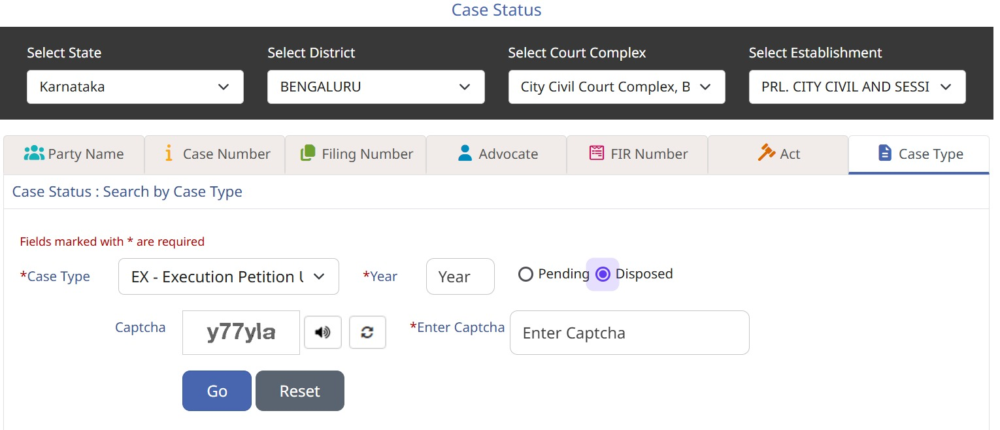 Case Status
Select State Select District Select Court Complex Select Establishment
Karnataka BENGALURU City Civil Court Complex, B PRL. CITY CIVIL AND SESSI
Party Name Case Number Filing Number Advocate FIR Number Act Case Type
Case Status : Search by Case Type
Fields marked with * are required
*Case Type EX - Execution Petition U *Year Year Pending Disposed
Captcha y77yla *Enter Captcha Enter Captcha
Go Reset